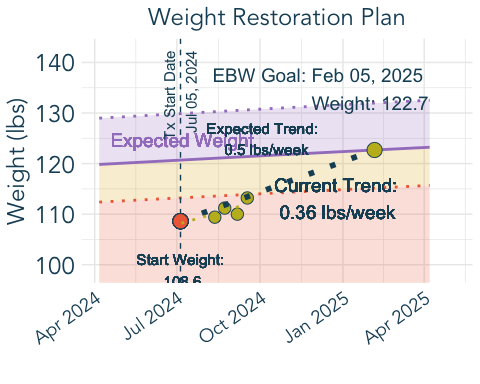 Weight Restoration Plan
Tx Start Date
Jul 05, 2024
EBW Goal: Feb 05, 2025
Weight: 122.7
Expected Weight
Expected Trend:
0.5 lbs/week
Current Trend:
0.36 lbs/week
Start Weight:
108.6
Weight (lbs)
140
130
120
110
100
Apr 2024
Jul 2024
Oct 2024
Jan 2025
Apr 2025